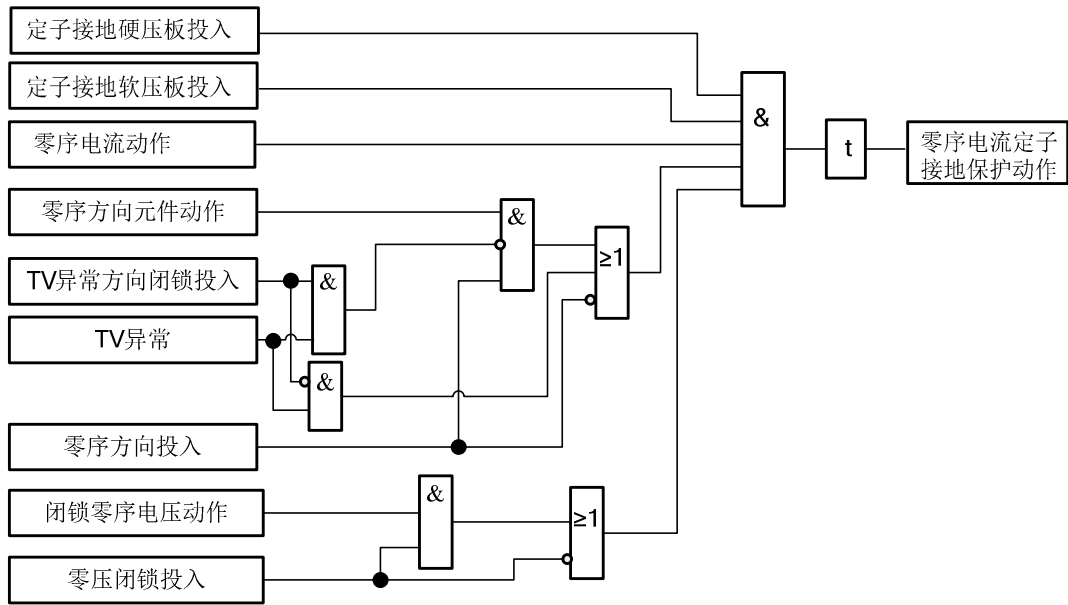 定子接地硬压板投入
定子接地软压板投入
&
零序电流动作
t
零序电流定子
接地保护动作
零序方向元件动作
&
≥1
TV异常方向闭锁投入
&
TV异常
&
零序方向投入
闭锁零序电压动作
&
≥1
零压闭锁投入